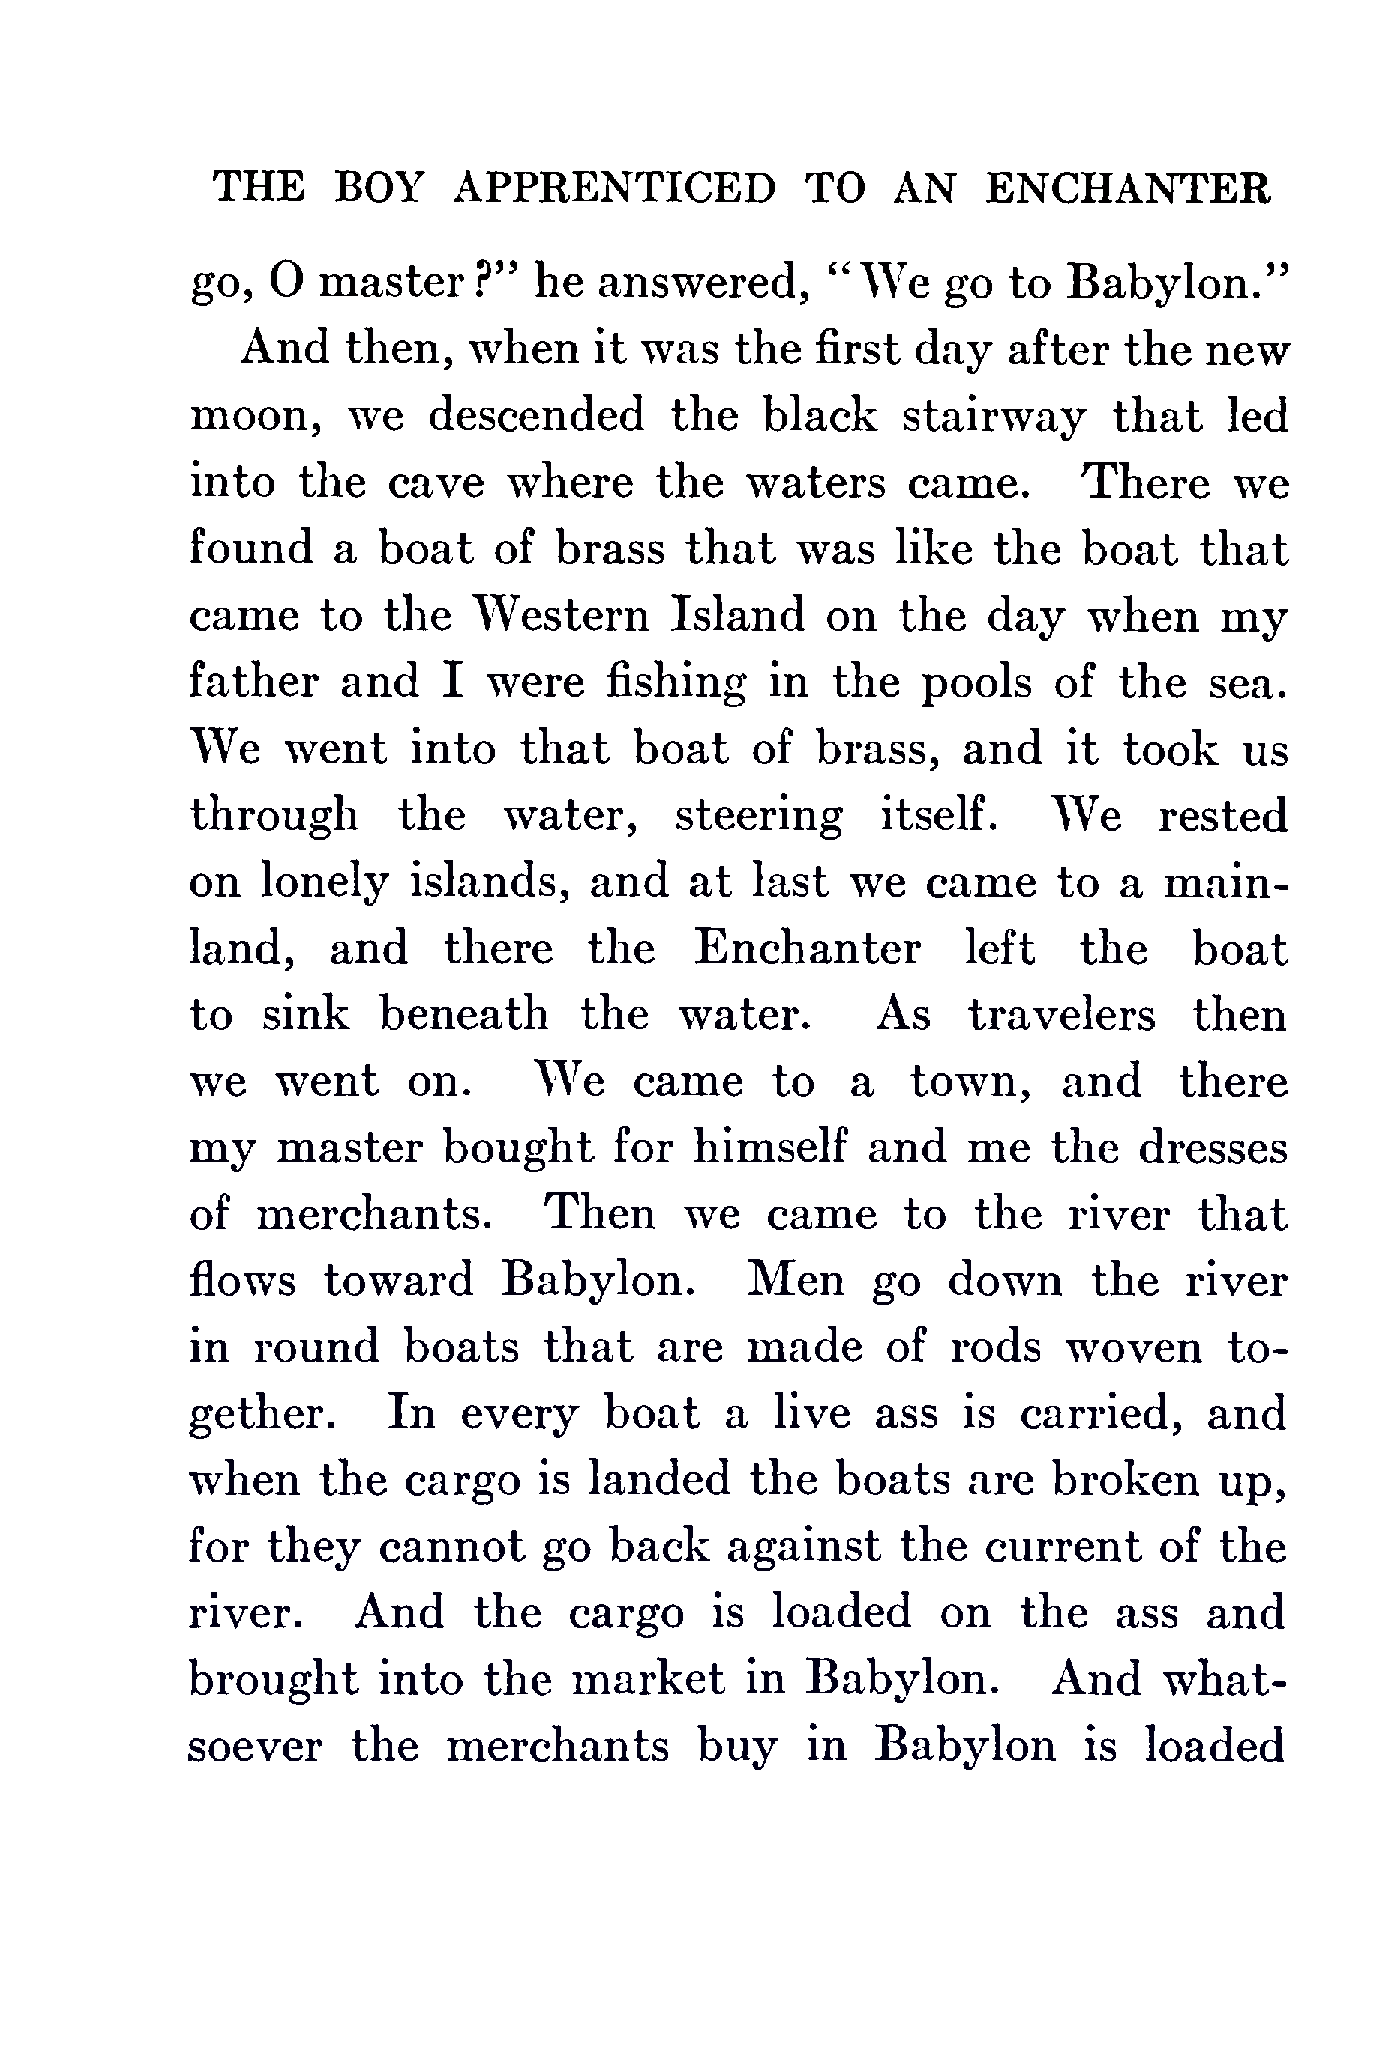 THE BOY APPRENTICED TO AN ENCHANTER
go, O master?" he answered, "We go to Babylon."
And then, when it was the first day after the new
moon, we descended the black stairway that led
into the cave where the waters came. There we
found a boat of brass that was like the boat that
came to the Western Island on the day when my
father and I were fishing in the pools of the sea.
We went into that boat of brass, and it took us
through the water, steering itself. We rested
on lonely islands, and at last we came to a main-
land, and there the Enchanter left the boat
to sink beneath the water. As travelers then
we went on. We came to a town, and there
my master bought for himself and me the dresses
of merchants. Then we came to the river that
flows toward Babylon. Men go down the river
in round boats that are made of rods woven to-
gether. In every boat a live ass is carried, and
when the cargo is landed the boats are broken up,
for they cannot go back against the current of the
river. And the cargo is loaded on the ass and
brought into the market in Babylon. And what-
soever the merchants buy in Babylon is loaded